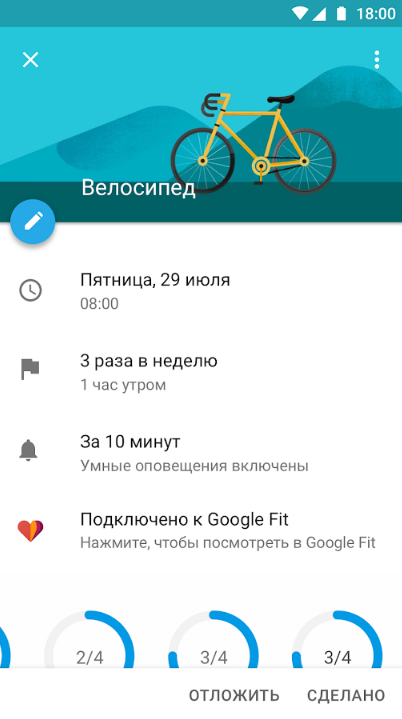 18:00
Велосипед
Пятница, 29 июля
08:00
3 раза в неделю
1 час утром
За 10 минут
Умные оповещения включены
Подключено к Google Fit
Нажмите, чтобы посмотреть в Google Fit
2/4 3/4 3/4
ОТЛОЖИТЬ СДЕЛАНО